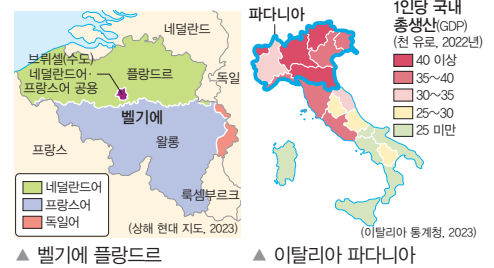 네덜란드
브뤼셀(수도)
네덜란드어·
프랑스어 공용
플랑드르
독일
벨기에
왈롱
프랑스
룩셈부르크
네덜란드어
프랑스어
독일어
(상해 현대 지도, 2023)
▲ 벨기에 플랑드르
파다니아
1인당 국내
총생산(GDP)
(천 유로, 2022년)
40 이상
35~40
30~35
25~30
25 미만
(이탈리아 통계청, 2023)
▲ 이탈리아 파다니아